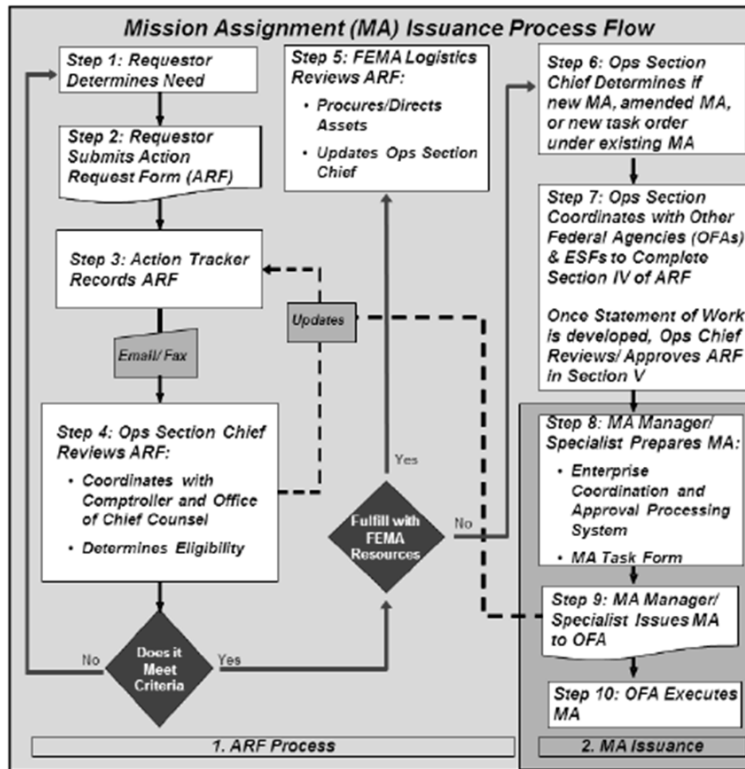 Mission Assignment (MA) Issuance Process Flow
Step 1: Requestor
Determines Need
Step 2: Requestor
Submits Action
Request Form (ARF)
Step 3: Action Tracker
Records ARF
Email/ Fax
Step 4: Ops Section Chief
Reviews ARF:
• Coordinates with
Comptroller and Office
of Chief Counsel
• Determines Eligibility
Does it
Meet
Criteria
No
Yes
Updates
Step 5: FEMA Logistics
Reviews ARF:
• Procures/Directs
Assets
• Updates Ops Section
Chief
Yes
Fulfill with
FEMA
Resources
No
1. ARF Process
Step 6: Ops Section
Chief Determines if
new MA, amended MA,
or new task order
under existing MA
Step 7: Ops Section
Coordinates with Other
Federal Agencies (OFAs)
& ESFs to Complete
Section IV of ARF
Once Statement of Work
is developed, Ops Chief
Reviews/ Approves ARF
in Section V
Step 8: MA Manager/
Specialist Prepares MA:
• Enterprise
Coordination and
Approval Processing
System
• MA Task Form
Step 9: MA Manager/
Specialist Issues MA
to OFA
Step 10: OFA Executes
MA
2. MA Issuance